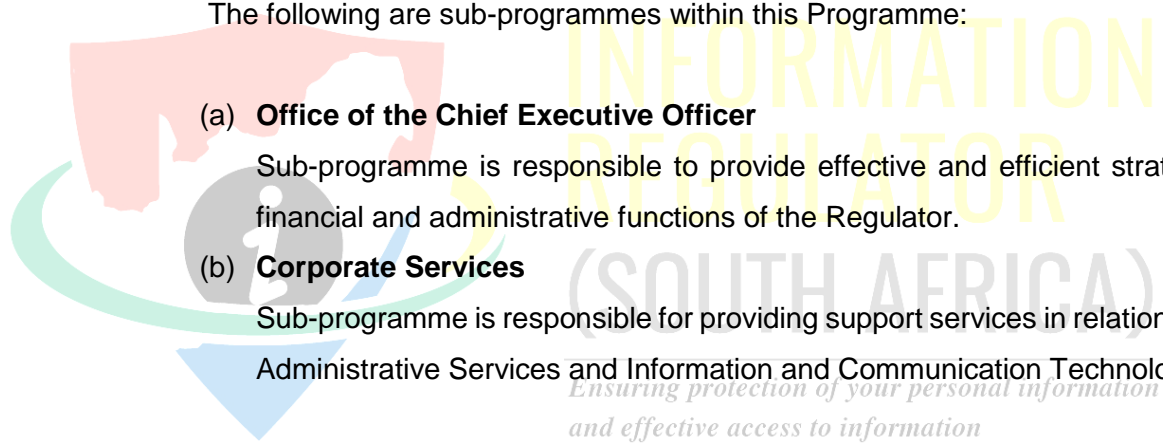 The following are sub-programmes within this Programme:
INFORMATION
(a) Office of the Chief Executive Officer
Sub-programme is responsible to provide effective and efficient
REGULATOR
financial and administrative functions of the Regulator.
(b) Corporate Services
(SOUTH AFRICA)
Sub-programme is responsible for providing support services in relation
Administrative Services and Information and Communication
Ensuring protection of your personal information
and effective access to information